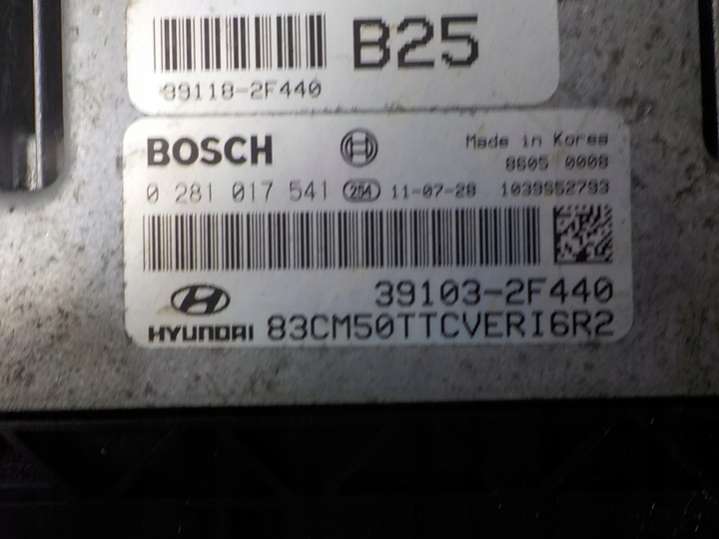 B25
39118-2F440
BOSCH
Made in Korea
8605 0008
0 281 017 541 254 11-07-28 1039S52793
39103-2F440
HYUNDAI 83CM50TTCVERI6R2